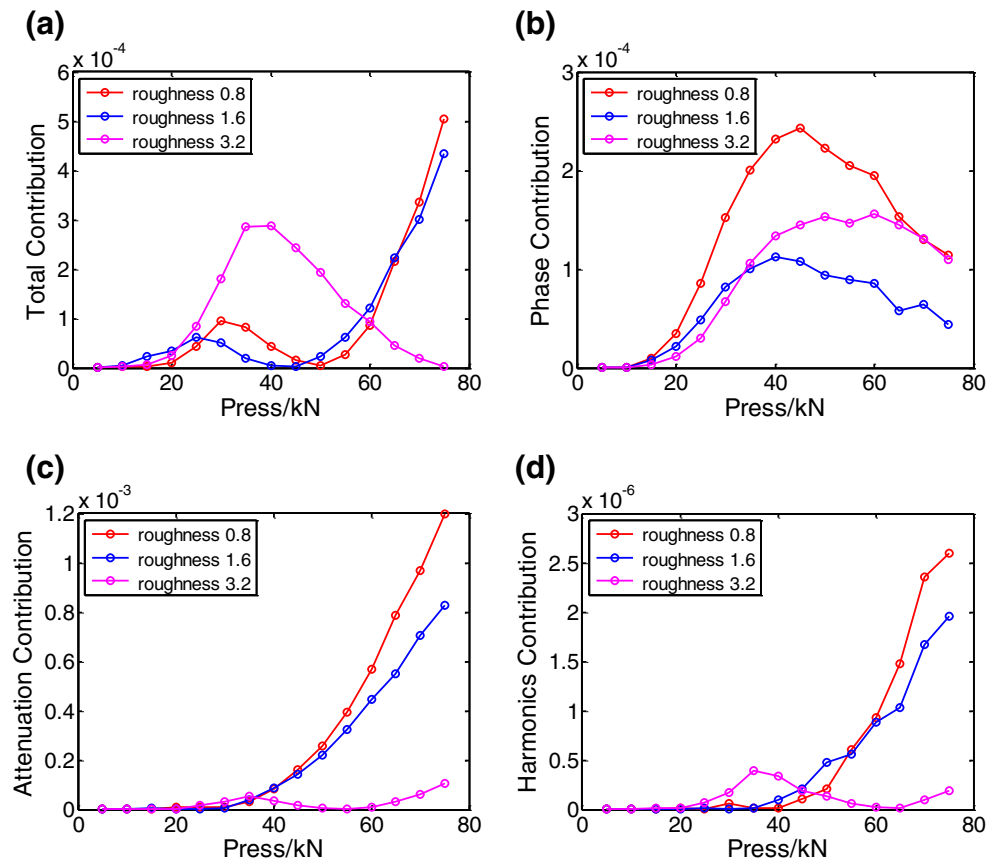 (a)
x 10^-4
6
5
4
3
2
1
0
0 20 40 60 80
Total Contribution
Press/kN
roughness 0.8
roughness 1.6
roughness 3.2
(b)
x 10^-4
3
2
1
0
0 20 40 60 80
Phase Contribution
Press/kN
roughness 0.8
roughness 1.6
roughness 3.2
(c)
x 10^-3
1.2
1
0.8
0.6
0.4
0.2
0
0 20 40 60 80
Attenuation Contribution
Press/kN
roughness 0.8
roughness 1.6
roughness 3.2
(d)
x 10^-6
3
2.5
2
1.5
1
0.5
0
0 20 40 60 80
Harmonics Contribution
Press/kN
roughness 0.8
roughness 1.6
roughness 3.2